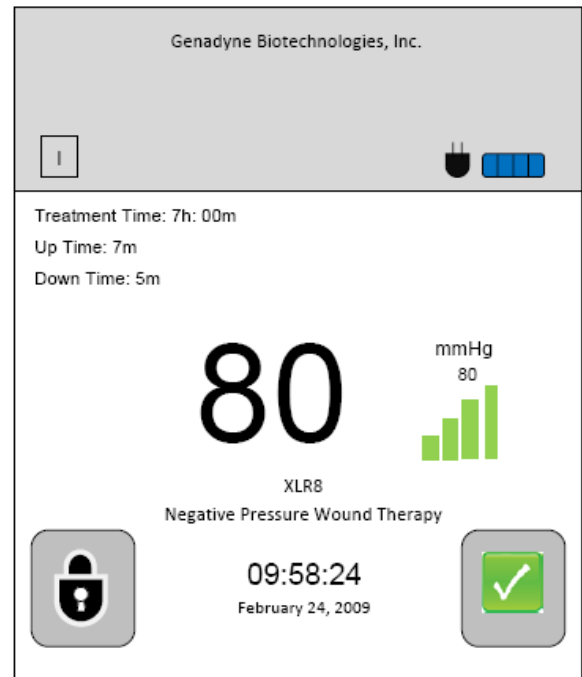 Genadyne Biotechnologies, Inc.
I
Treatment Time: 7h: 00m
Up Time: 7m
Down Time: 5m
80
mmHg
80
XLR8
Negative Pressure Wound Therapy
09:58:24
February 24, 2009